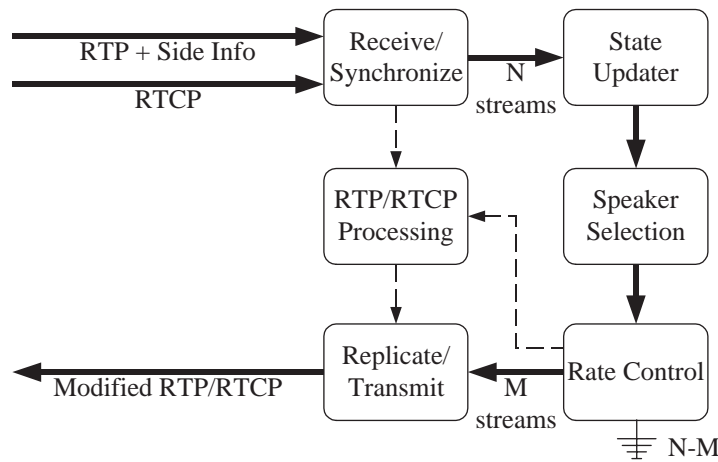 RTP + Side Info
RTCP
Receive/
Synchronize
N
streams
State
Updater
RTP/RTCP
Processing
Speaker
Selection
Modified RTP/RTCP
Replicate/
Transmit
M
streams
Rate Control
N-M